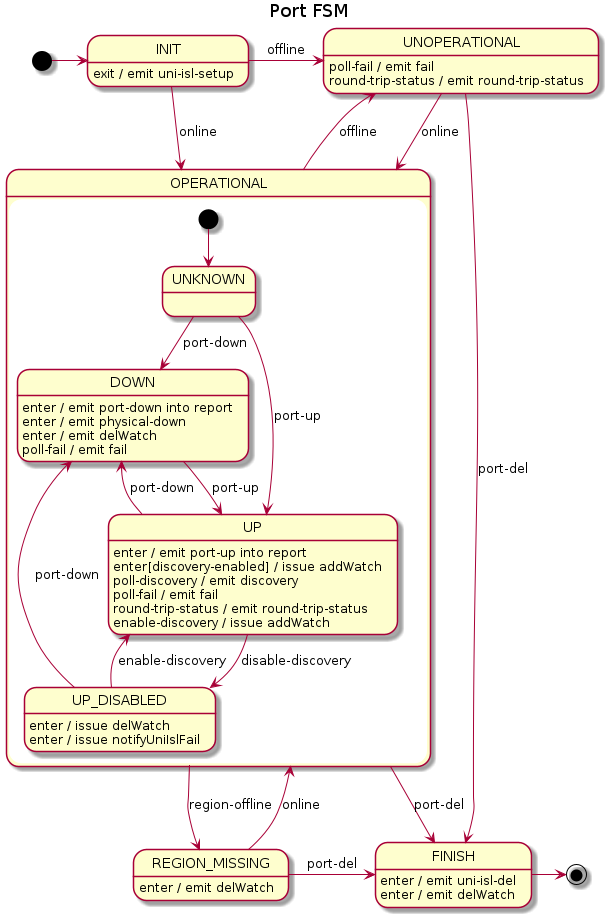 Port FSM
INIT
exit / emit uni-isl-setup
offline
UNOPERATIONAL
poll-fail / emit fail
round-trip-status / emit round-trip-status
online
offline
online
OPERATIONAL
UNKNOWN
port-down
DOWN
enter / emit port-down into report
enter / emit physical-down
enter / emit delWatch
poll-fail / emit fail
port-up
port-del
port-down
port-up
UP
enter / emit port-up into report
enter[discovery-enabled] / issue addWatch
poll-discovery / emit discovery
poll-fail / emit fail
round-trip-status / emit round-trip-status
enable-discovery / issue addWatch
port-down
enable-discovery
disable-discovery
UP_DISABLED
enter / issue delWatch
enter / issue notifyUniIslFail
region-offline
online
port-del
REGION_MISSING
enter / emit delWatch
port-del
FINISH
enter / emit uni-isl-del
enter / emit delWatch